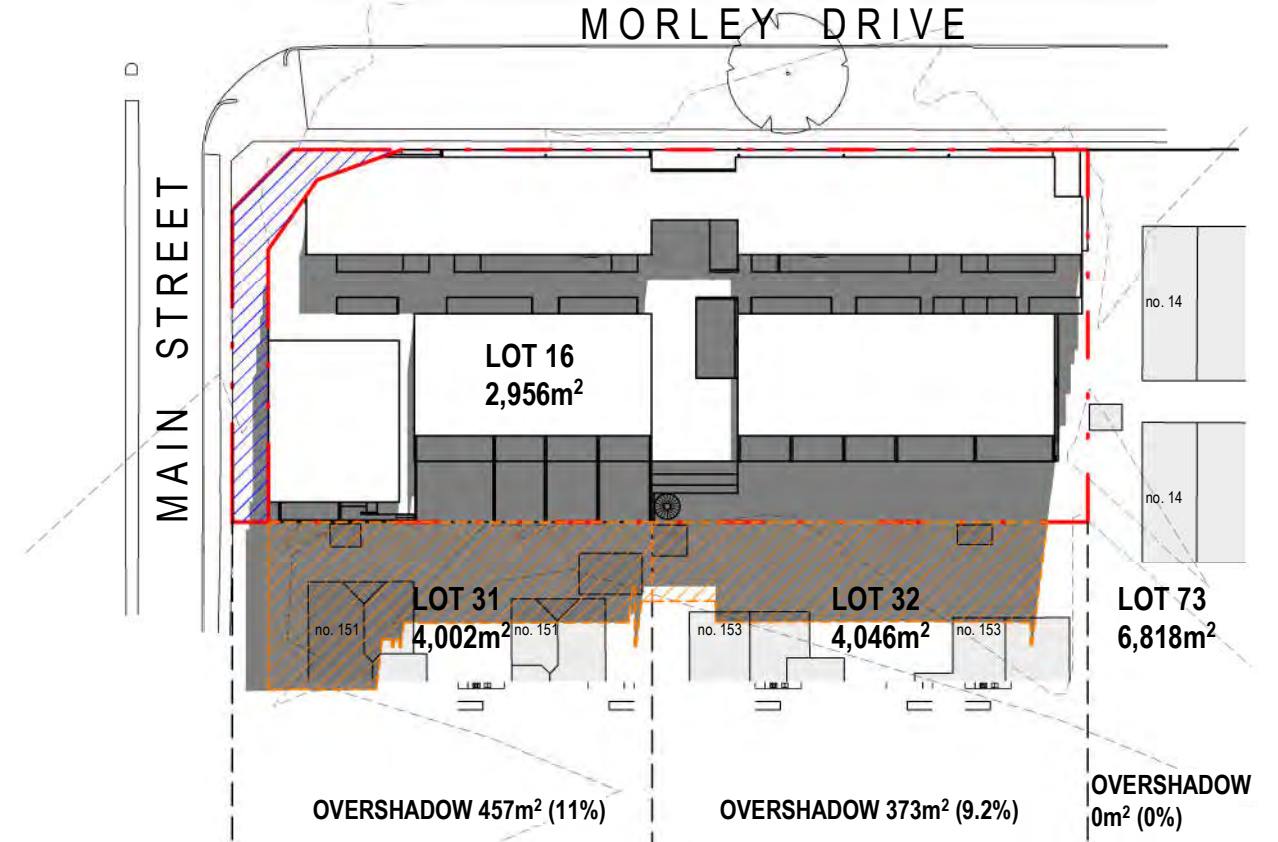 MORLEY DRIVE
MAIN STREET
no. 14
LOT 16
2,956m²
no. 14
LOT 31
4,002m²
no. 151
no. 151
LOT 32
4,046m²
no. 153
no. 153
LOT 73
6,818m²
OVERSHADOW 457m² (11%)
OVERSHADOW 373m² (9.2%)
OVERSHADOW
0m² (0%)